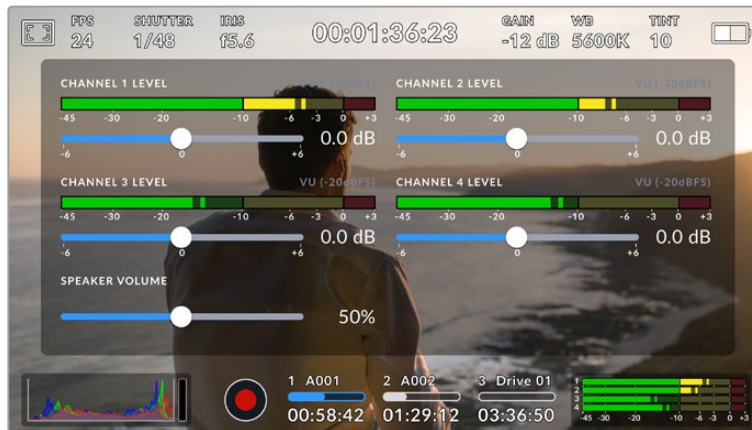 FPS SHUTTER IRIS GAIN WB TINT
24 1/48 f5.6 00:01:36:23 -12 dB 5600K 10
CHANNEL 1 LEVEL VU (-20dBFS) CHANNEL 2 LEVEL VU (-20dBFS)
-45 -30 -20 -10 -6 -3 0 +3 -45 -30 -20 -10 -6 -3 0 +3
0.0 dB 0.0 dB
-6 0 +6 -6 0 +6
CHANNEL 3 LEVEL VU (-20dBFS) CHANNEL 4 LEVEL VU (-20dBFS)
-45 -30 -20 -10 -6 -3 0 +3 -45 -30 -20 -10 -6 -3 0 +3
0.0 dB 0.0 dB
-6 0 +6 -6 0 +6
SPEAKER VOLUME
50%
1 A001 2 A002 3 Drive 01
00:58:42 01:29:12 03:36:50
1
2
3
4
-45 -30 -20 -10 -6 -3 0 +3